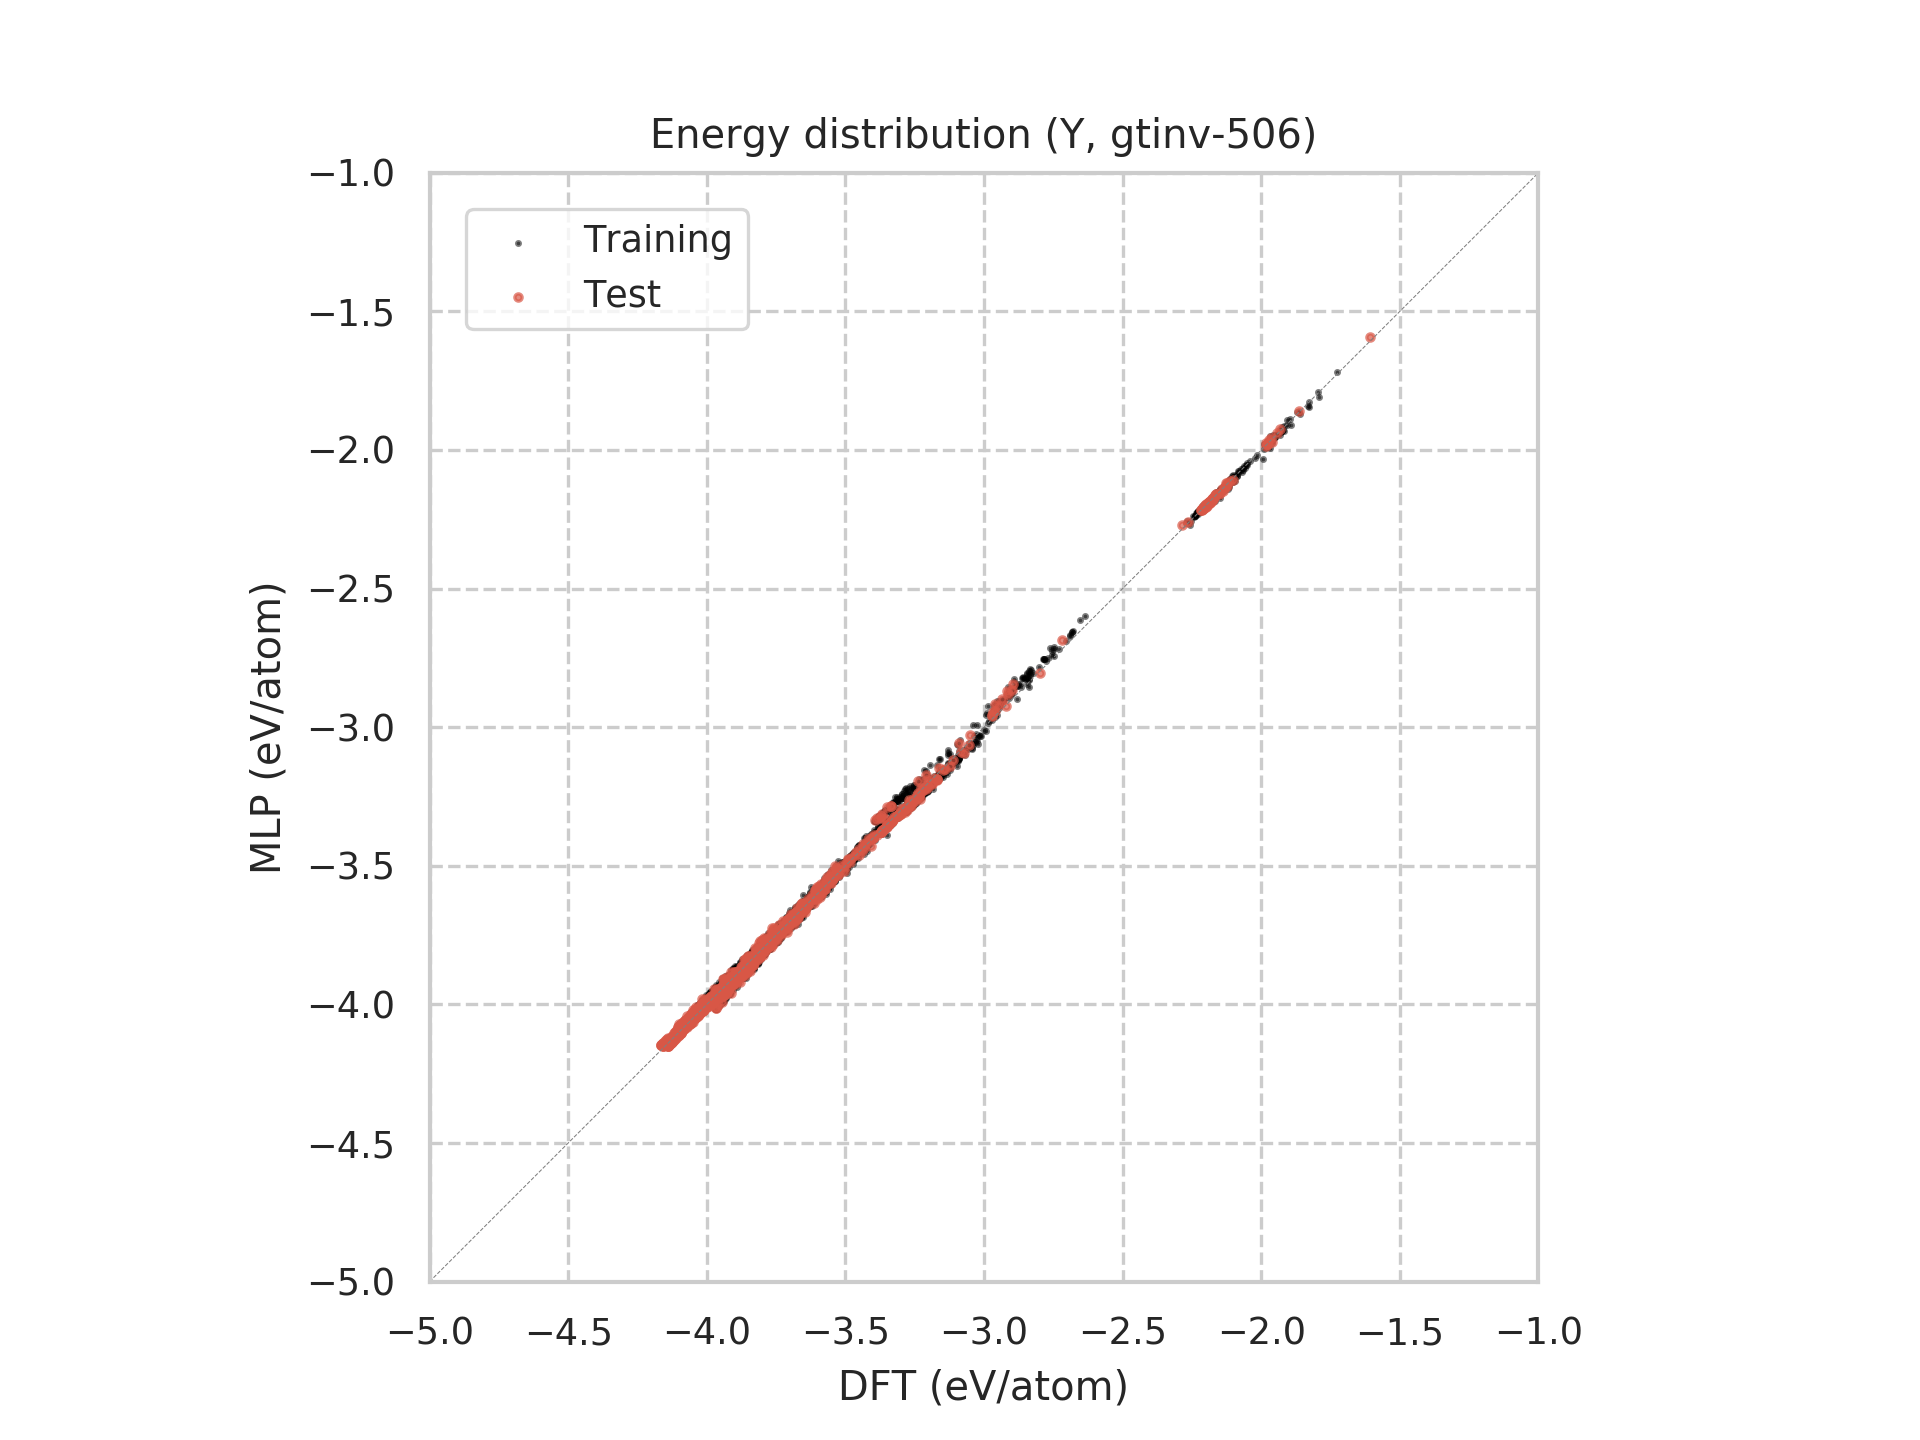 Energy distribution (Y, gtinv-506)
−1.0
−1.5
−2.0
−2.5
−3.0
−3.5
−4.0
−4.5
−5.0
MLP (eV/atom)
Training
Test
−5.0 −4.5 −4.0 −3.5 −3.0 −2.5 −2.0 −1.5 −1.0
DFT (eV/atom)